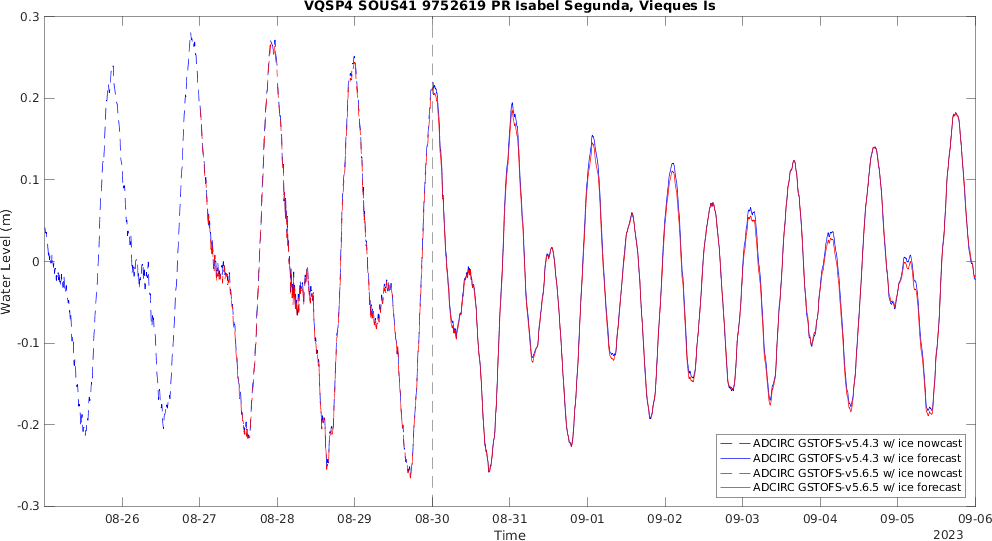 VQSP4 SOUS41 9752619 PR Isabel Segunda, Vieques Is
0.3
0.2
0.1
0
-0.1
-0.2
-0.3
Water Level (m)
08-26 08-27 08-28 08-29 08-30 08-31 09-01 09-02 09-03 09-04 09-05 09-06
Time
2023
ADCIRC GSTOFS-v5.4.3 w/ ice nowcast
ADCIRC GSTOFS-v5.4.3 w/ ice forecast
ADCIRC GSTOFS-v5.6.5 w/ ice nowcast
ADCIRC GSTOFS-v5.6.5 w/ ice forecast